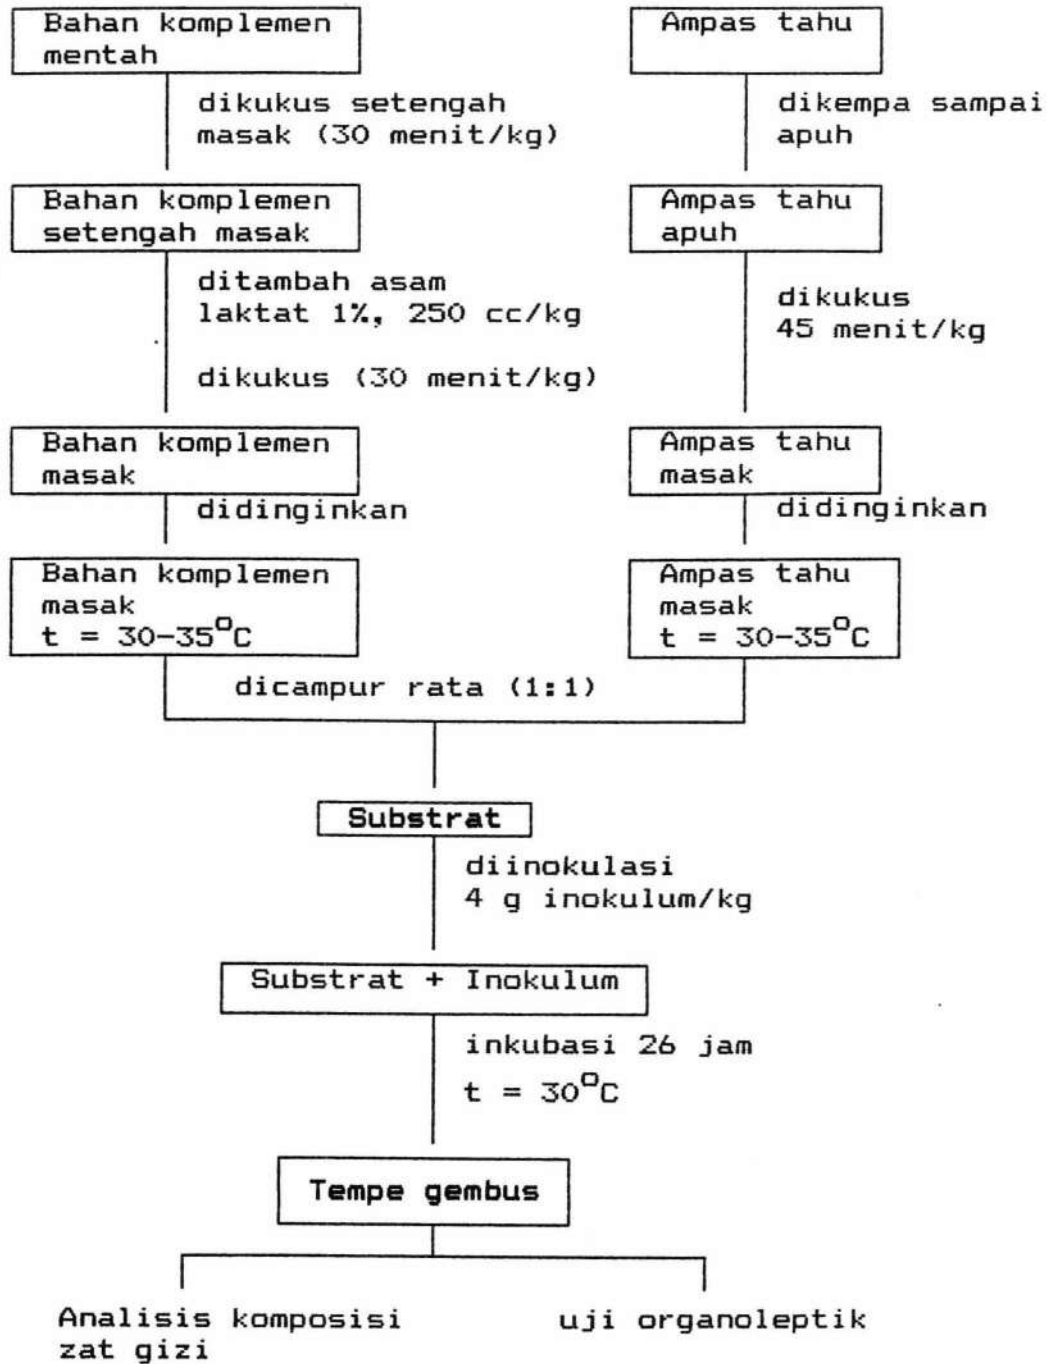 Bahan komplemen
mentah
Ampas tahu
dikukus setengah
masak (30 menit/kg)
dikempa sampai
apuh
Bahan komplemen
setengah masak
Ampas tahu
apuh
ditambah asam
laktat 1%, 250 cc/kg
dikukus (30 menit/kg)
dikukus
45 menit/kg
Bahan komplemen
masak
Ampas tahu
masak
didinginkan
didinginkan
Bahan komplemen
masak
t = 30-35°C
Ampas tahu
masak
t = 30-35°C
dicampur rata (1:1)
Substrat
diinokulasi
4 g inokulum/kg
Substrat + Inokulum
inkubasi 26 jam
t = 30°C
Tempe gembus
Analisis komposisi
zat gizi
uji organoleptik